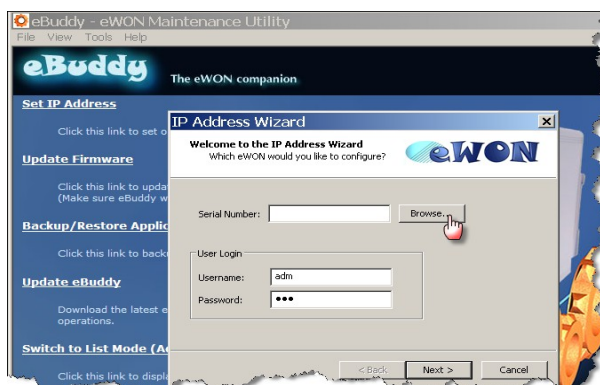 eBuddy - eWON Maintenance Utility
File View Tools Help
eBuddy The eWON companion
Set IP Address
Click this link to set o
Update Firmware
Click this link to upda
(Make sure eBuddy w
Backup/Restore Applic
Click this link to back
Update eBuddy
Download the latest e
operations.
Switch to List Mode (A
Click this link to displa
IP Address Wizard
Welcome to the IP Address Wizard
Which eWON would you like to configure?
eWON
Serial Number:
Browse...
User Login
Username: adm
Password: •••
< Back Next > Cancel